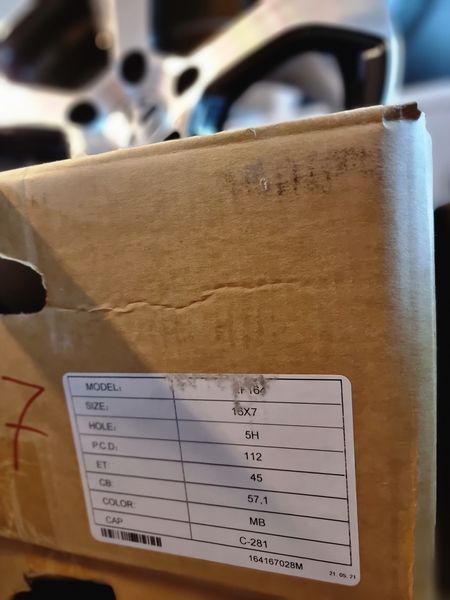 7
MODEL:
SIZE: 16X7
HOLE: 5H
P.C.D: 112
ET: 45
CB: 57.1
COLOR: MB
CAP C-281
164167028M
21. 05. 21